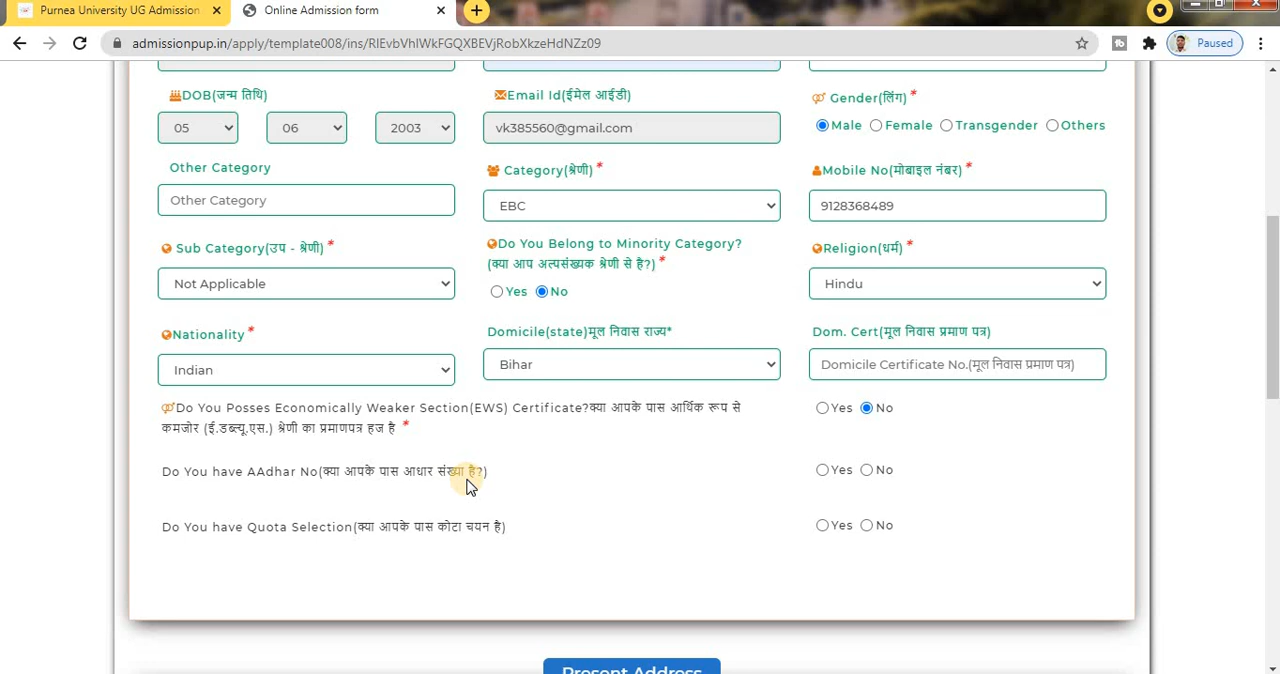 Purnea University UG Admission
Online Admission form
admissionpup.in/apply/template008/ins/RlEvbVhlWkFGQXBEVjRobXkzeHdNZz09
Paused
DOB(जन्म तिथि)
Email Id(ईमेल आईडी)
Gender(लिंग)*
05 06 2003
vk385560@gmail.com
Male Female Transgender Others
Other Category
Category(श्रेणी)*
Mobile No(मोबाइल नंबर)*
Other Category
EBC
9128368489
Sub Category(उप - श्रेणी)*
Do You Belong to Minority Category?
(क्या आप अल्पसंख्यक श्रेणी से है?)*
Religion(धर्म)*
Not Applicable
Yes No
Hindu
Nationality*
Domicile(state)मूल निवास राज्य*
Dom. Cert(मूल निवास प्रमाण पत्र)
Indian
Bihar
Domicile Certificate No.(मूल निवास प्रमाण पत्र)
Do You Posses Economically Weaker Section(EWS) Certificate?क्या आपके पास आर्थिक रूप से
कमजोर (ई.डब्ल्यू.एस.) श्रेणी का प्रमाणपत्र हज है *
Yes No
Do You have AAdhar No(क्या आपके पास आधार संख्या है?)
Yes No
Do You have Quota Selection(क्या आपके पास कोटा चयन है)
Yes No
Present Address